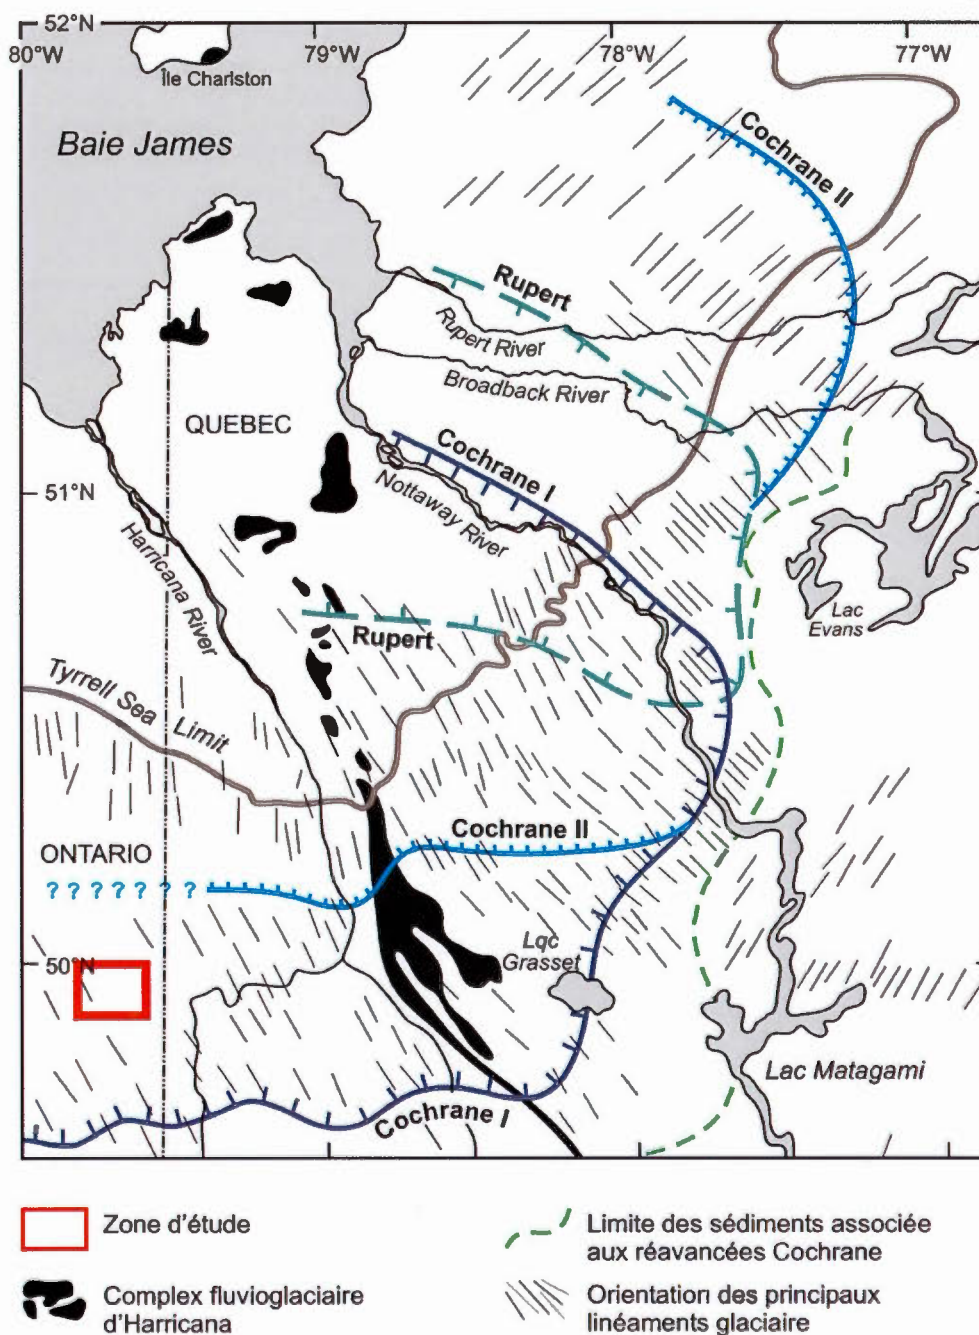 52°N
80°W
79°W
78°W
77°W
Île Charlston
Baie James
Cochrane II
Rupert
Rupert River
Broadback River
QUEBEC
Cochrane I
51°N
Nottaway River
Harricana River
Lac
Evans
Rupert
Tyrrell Sea Limit
Cochrane II
ONTARIO
? ? ? ? ? ? ?
50°N
Lqc
Grasset
Lac Matagami
Cochrane I
Zone d'étude
Limite des sédiments associée
aux réavancées Cochrane
Complex fluvioglaciaire
d'Harricana
Orientation des principaux
linéaments glaciaire